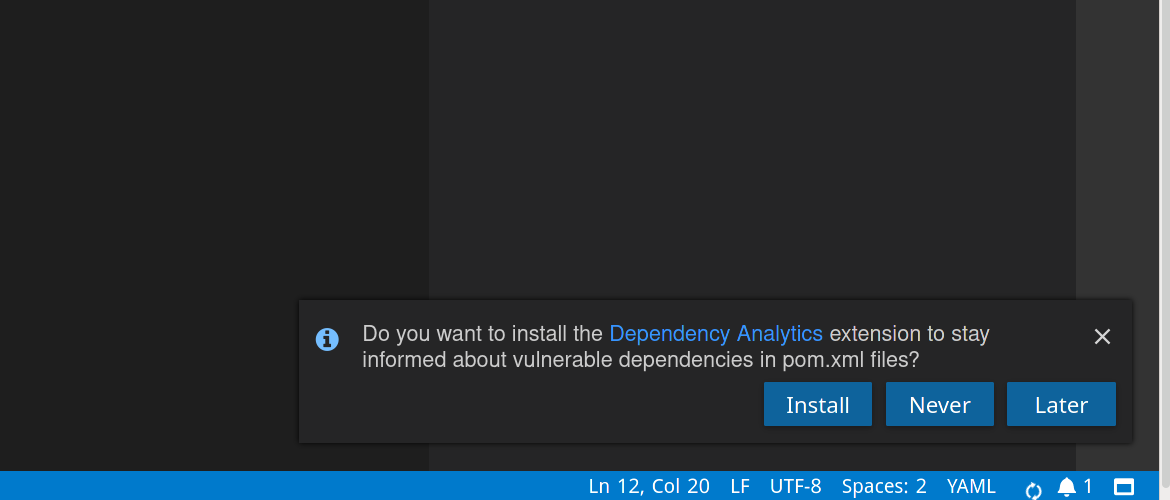 Do you want to install the Dependency Analytics extension to stay
informed about vulnerable dependencies in pom.xml files?
Install Never Later
Ln 12, Col 20 LF UTF-8 Spaces: 2 YAML 1